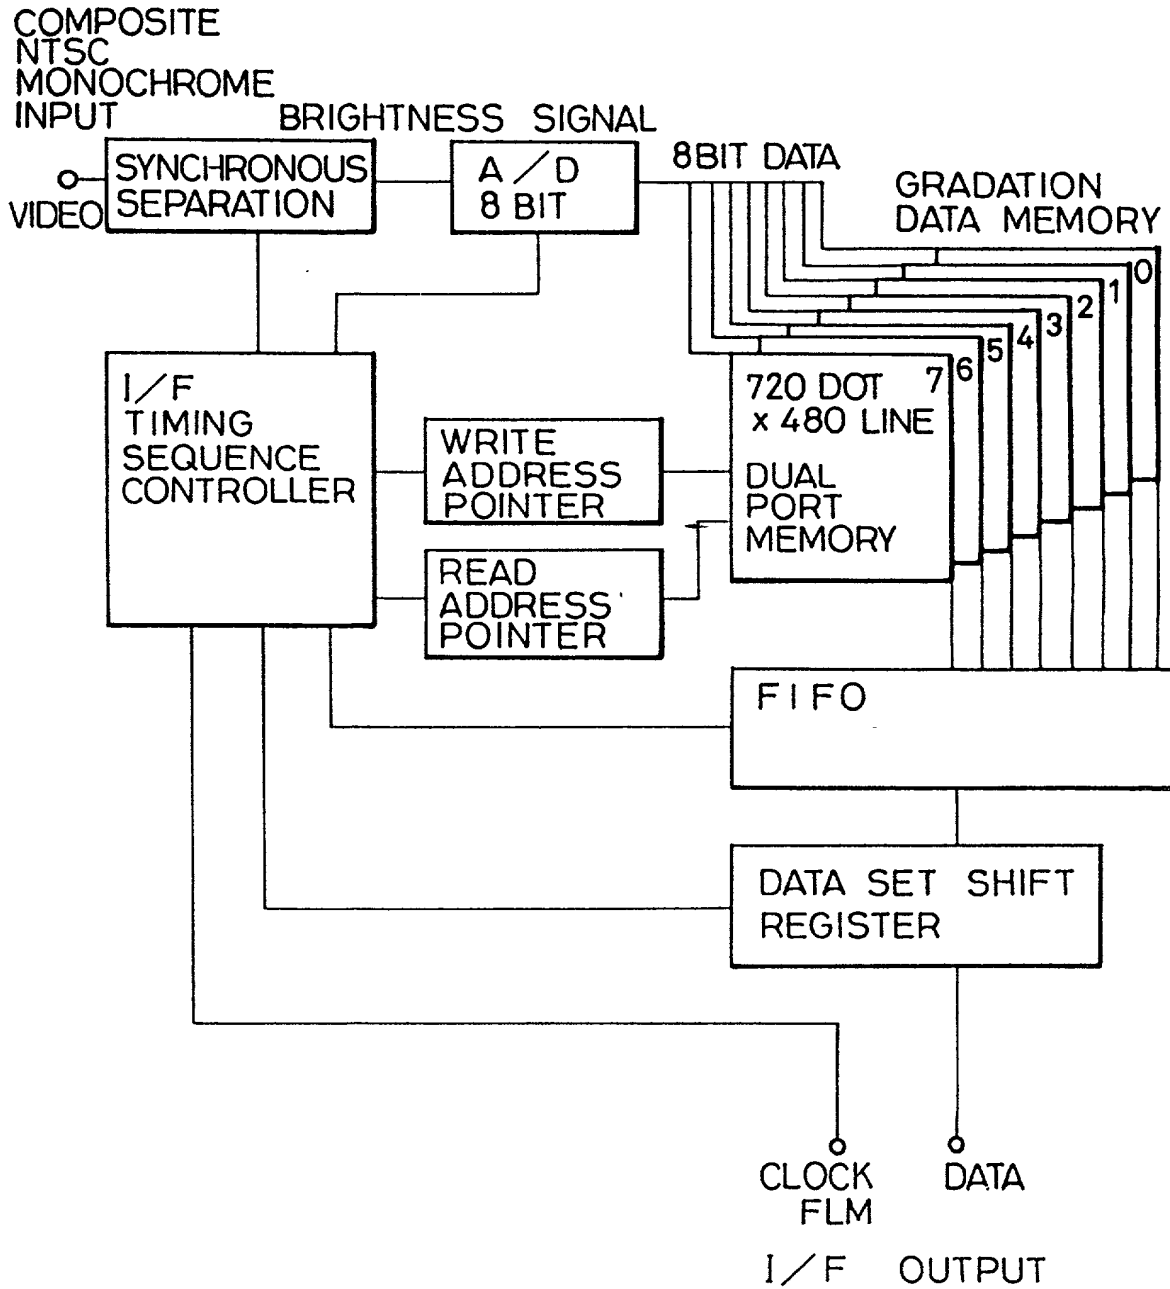 COMPOSITE
NTSC
MONOCHROME
INPUT
BRIGHTNESS SIGNAL
SYNCHRONOUS
SEPARATION
A/D
8 BIT
8BIT DATA
VIDEO
GRADATION
DATA MEMORY
0
1
2
3
4
5
6
7
720 DOT
x 480 LINE
DUAL
PORT
MEMORY
I/F
TIMING
SEQUENCE
CONTROLLER
WRITE
ADDRESS
POINTER
READ
ADDRESS
POINTER
FIFO
DATA SET SHIFT
REGISTER
CLOCK
FLM
DATA
I/F OUTPUT